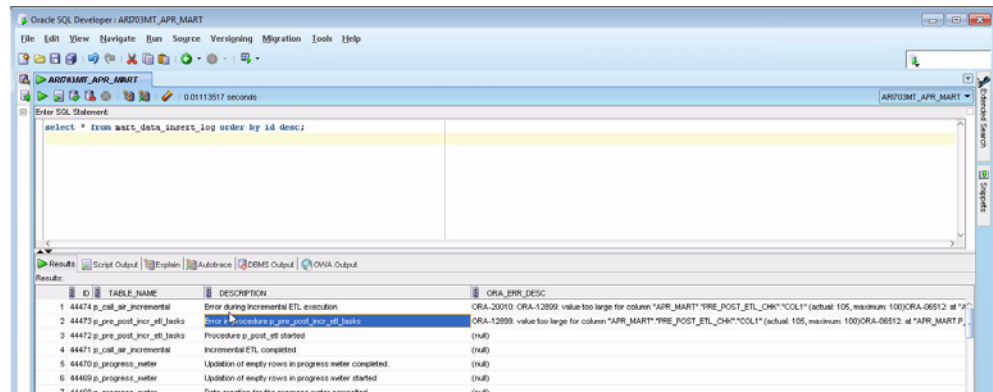 Oracle SQL Developer : ARI703MT_APR_MART
File Edit View Navigate Run Source Versigning Migration Tools Help
ARI703MT_APR_MART
0.01113517 seconds
ARI703MT_APR_MART
Enter SQL Statement:
select * from mart_data_insert_log order by id desc;
Extended Search
Snippets
Results Script Output Explain Autotrace DBMS Output OWA Output
Results:
ID TABLE_NAME DESCRIPTION ORA_ERR_DESC
1 44474 p_call_air_incremental Error during Incremental ETL execution ORA-20010: ORA-12899: value too large for column "APR_MART"."PRE_POST_ETL_CHK"."COL1" (actual: 105, maximum: 100)ORA-06512: at
2 44473 p_pre_post_incr_etl_tasks Error in procedure p_pre_post_incr_etl_tasks ORA-12899: value too large for column "APR_MART"."PRE_POST_ETL_CHK"."COL1" (actual: 105, maximum: 100)ORA-06512: at "APR_MART.P_
3 44472 p_pre_post_incr_etl_tasks Procedure p_post_etl started (null)
4 44471 p_call_air_incremental Incremental ETL completed (null)
5 44470 p_progress_meter Updation of empty rows in progress meter completed. (null)
6 44469 p_progress_meter Updation of empty rows in progress meter started (null)